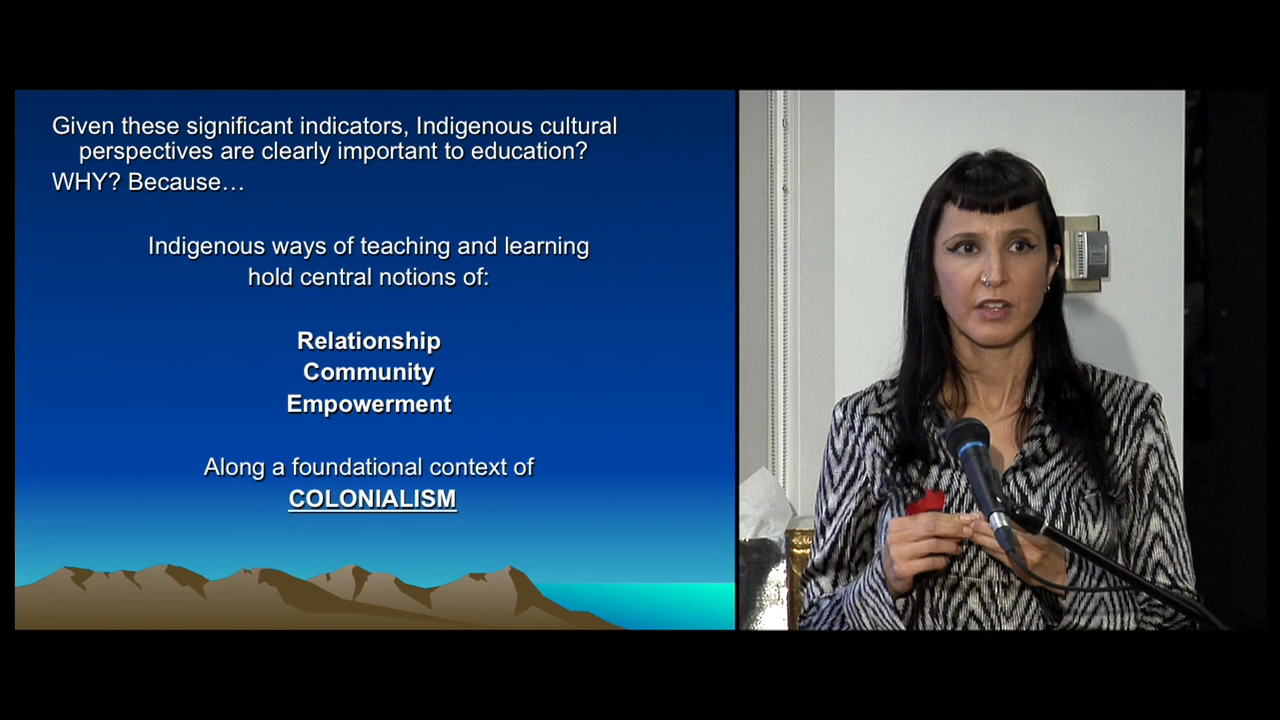 Given these significant indicators, Indigenous cultural
perspectives are clearly important to education?
WHY? Because…
Indigenous ways of teaching and learning
hold central notions of:
Relationship
Community
Empowerment
Along a foundational context of
COLONIALISM